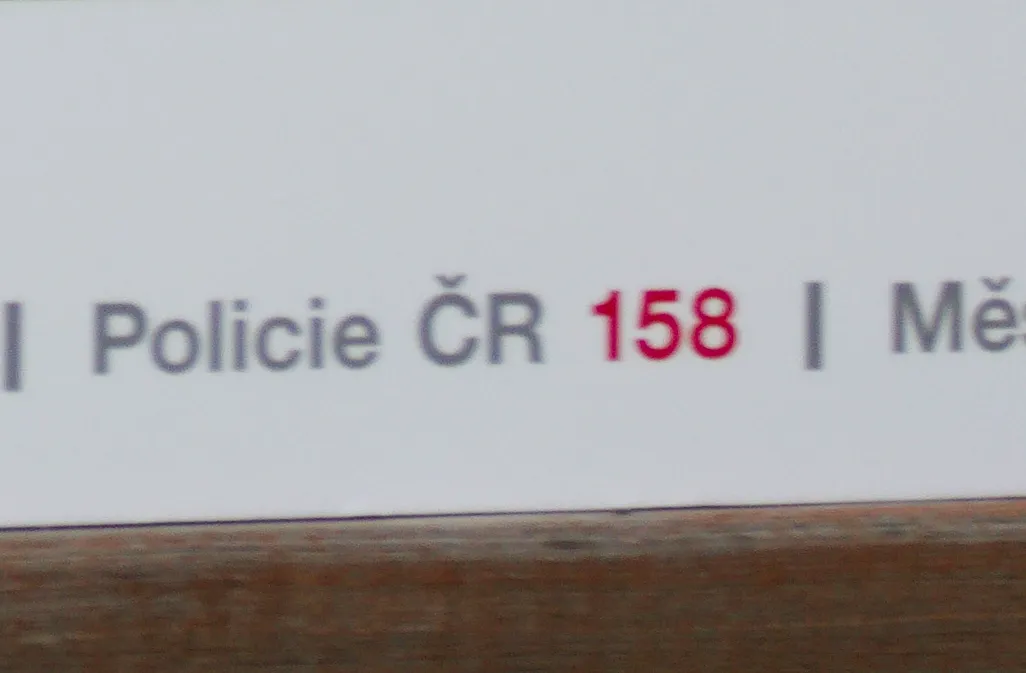 | Policie ČR 158 |